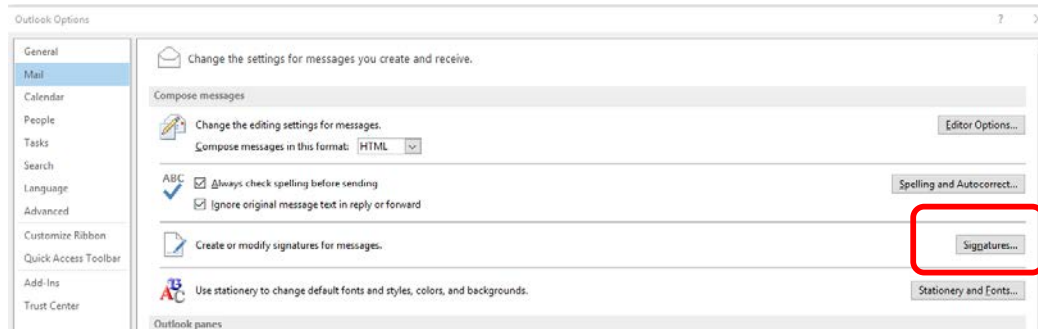 Outlook Options
?
General
Mail
Calendar
People
Tasks
Search
Language
Advanced
Customize Ribbon
Quick Access Toolbar
Add-Ins
Trust Center
Change the settings for messages you create and receive.
Compose messages
Change the editing settings for messages.
Editor Options...
Compose messages in this format: HTML
ABC
Always check spelling before sending
Spelling and Autocorrect...
Ignore original message text in reply or forward
Create or modify signatures for messages.
Signatures...
Use stationery to change default fonts and styles, colors, and backgrounds.
Stationery and Fonts...
Outlook panes